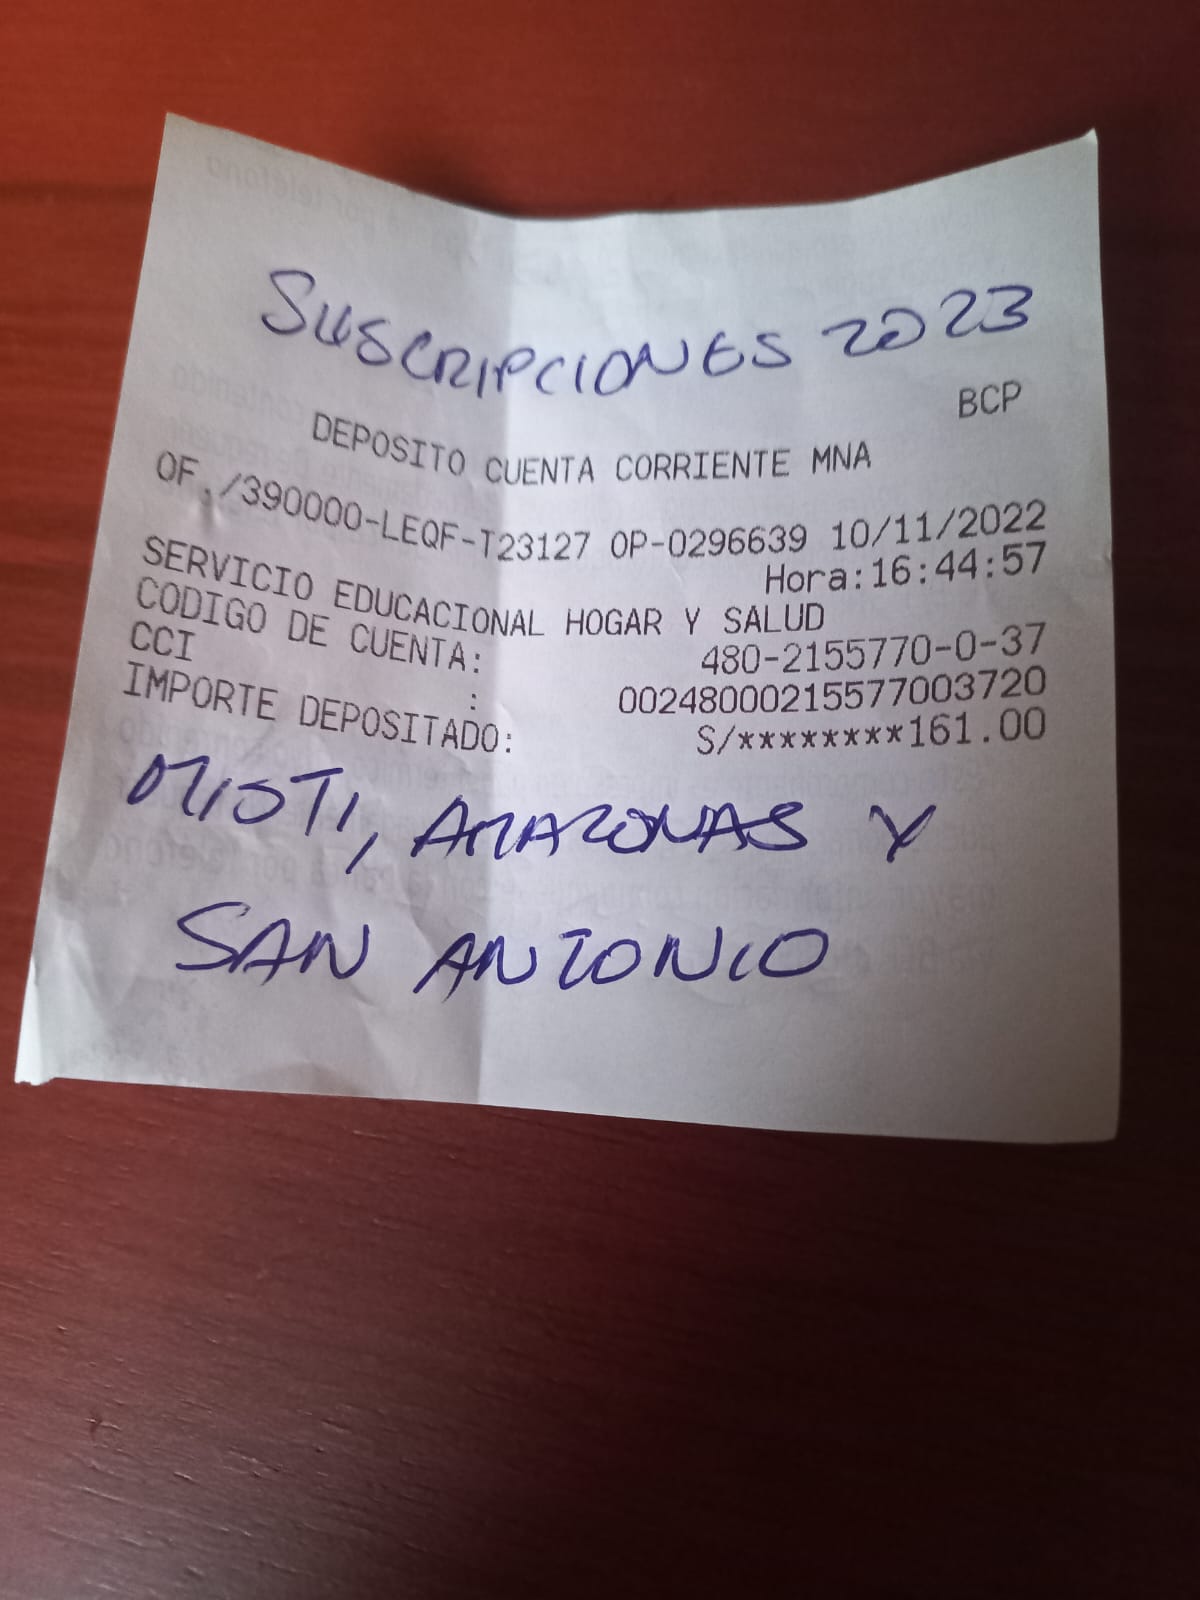 SUSCRIPCIONES 2023
BCP
DEPOSITO CUENTA CORRIENTE MNA
OF./390000-LEQF-T23127 OP-0296639 10/11/2022
Hora:16:44:57
SERVICIO EDUCACIONAL HOGAR Y SALUD
CODIGO DE CUENTA: 480-2155770-0-37
CCI : 00248000215577003720
IMPORTE DEPOSITADO: S/********161.00
MIOTI, AMAZONAS Y
SAN ANTONIO